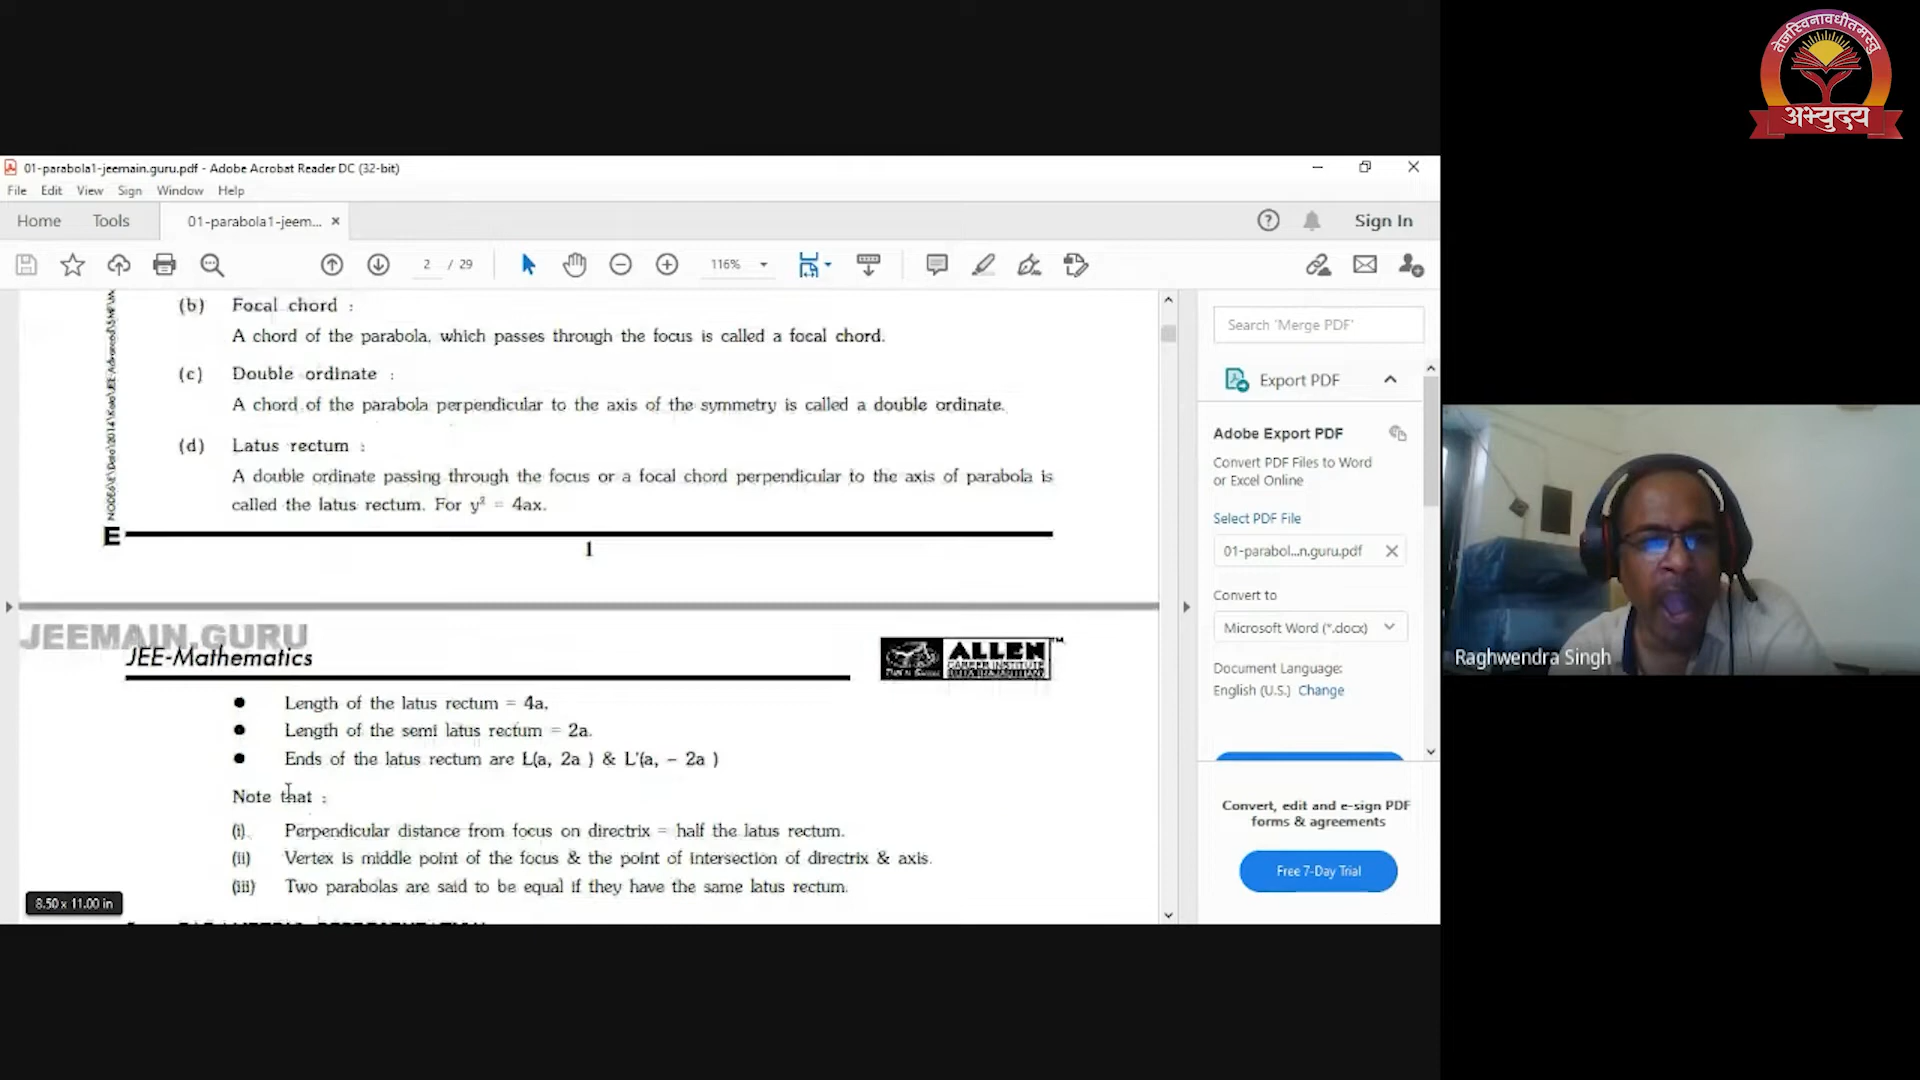 तेजस्विनावधीतमस्तु
अभ्युदय
01-parabola1-jeemain.guru.pdf - Adobe Acrobat Reader DC (32-bit)
File Edit View Sign Window Help
Home Tools 01-parabola1-jeem... × Sign In
2 / 29 116%
(b) Focal chord :
A chord of the parabola, which passes through the focus is called a focal chord.
(c) Double ordinate :
A chord of the parabola perpendicular to the axis of the symmetry is called a double ordinate.
(d) Latus rectum :
A double ordinate passing through the focus or a focal chord perpendicular to the axis of parabola is
called the latus rectum. For y² = 4ax.
E
1
JEEMAIN.GURU
JEE-Mathematics
ALLEN
CAREER INSTITUTE
™
● Length of the latus rectum = 4a.
● Length of the semi latus rectum = 2a.
● Ends of the latus rectum are L(a, 2a ) & L'(a, – 2a )
Note that :
(i) Perpendicular distance from focus on directrix = half the latus rectum.
(ii) Vertex is middle point of the focus & the point of intersection of directrix & axis.
(iii) Two parabolas are said to be equal if they have the same latus rectum.
8.50 x 11.00 in
Search 'Merge PDF'
Export PDF
Adobe Export PDF
Convert PDF Files to Word
or Excel Online
Select PDF File
01-parabol...n.guru.pdf
Convert to
Microsoft Word (*.docx)
Document Language:
English (U.S.) Change
Convert, edit and e-sign PDF
forms & agreements
Free 7-Day Trial
Raghwendra Singh